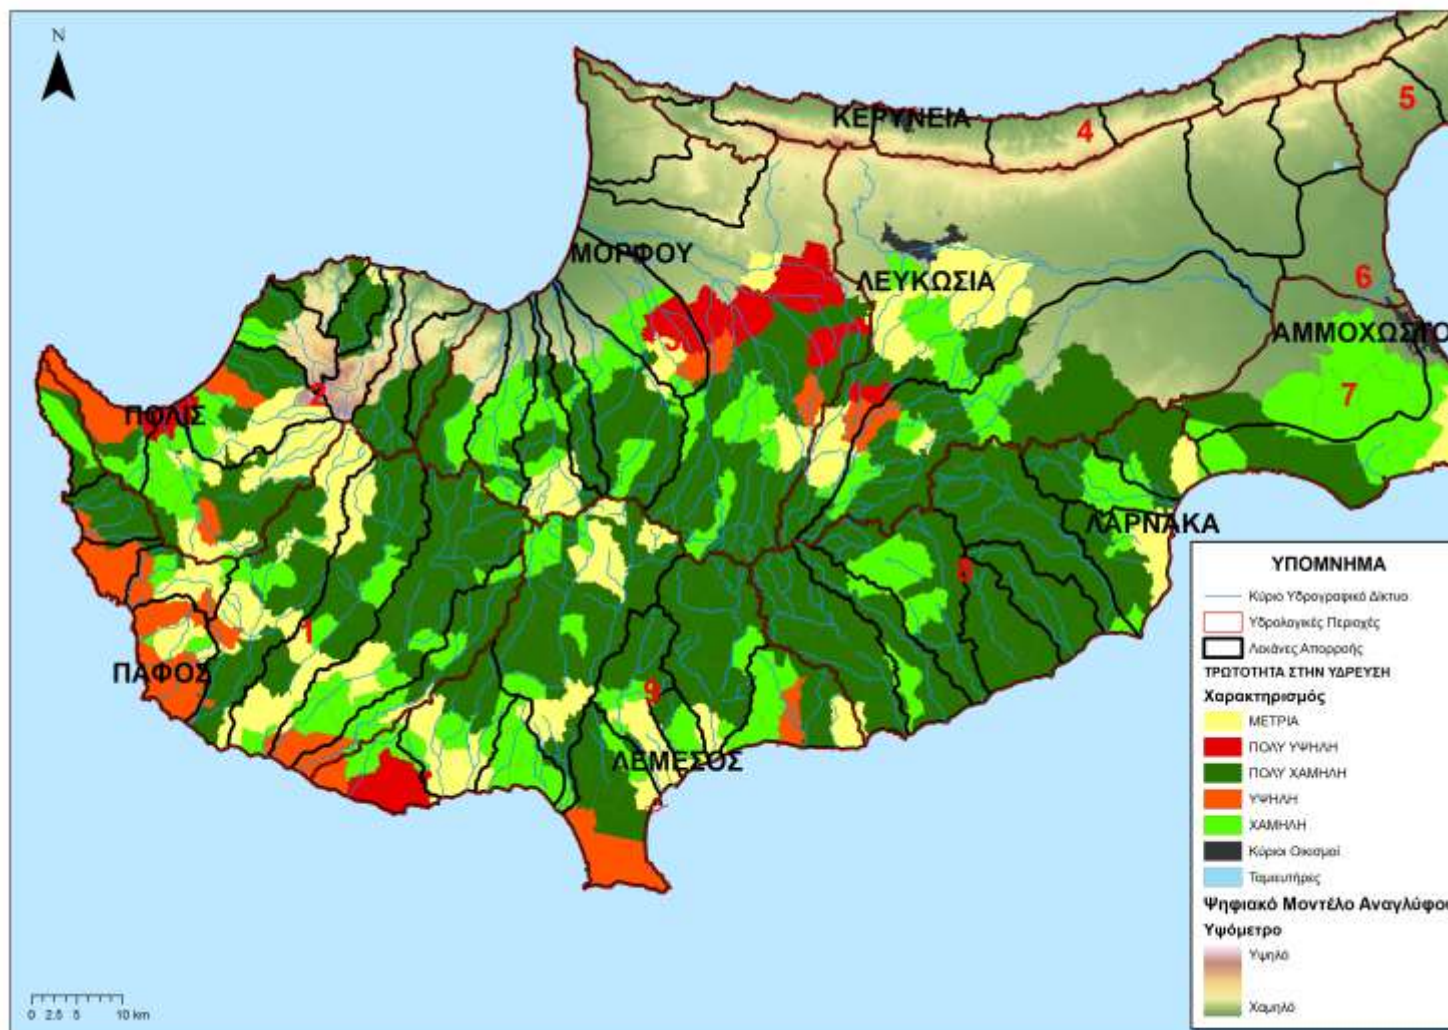 N
5
ΚΕΡΥΝΕΙΑ
4
ΜΟΡΦΟΥ
ΛΕΥΚΩΣΙΑ
6
ΑΜΜΟΧΩΣΤΟ
3
2
7
ΠΟΛΙΣ
ΛΑΡΝΑΚΑ
8
1
ΠΑΦΟΣ
9
ΛΕΜΕΣΟΣ
ΥΠΟΜΝΗΜΑ
Κύριο Υδρογραφικό Δίκτυο
Υδρολογικές Περιοχές
Λεκάνες Απορροής
ΤΡΩΤΟΤΗΤΑ ΣΤΗΝ ΥΔΡΕΥΣΗ
Χαρακτηρισμός
ΜΕΤΡΙΑ
ΠΟΛΥ ΥΨΗΛΗ
ΠΟΛΥ ΧΑΜΗΛΗ
ΥΨΗΛΗ
ΧΑΜΗΛΗ
Κύριοι Οικισμοί
Ταμιευτήρες
Ψηφιακό Μοντέλο Αναγλύφου
Υψόμετρο
Υψηλό
Χαμηλό
0 2.5 5 10 km